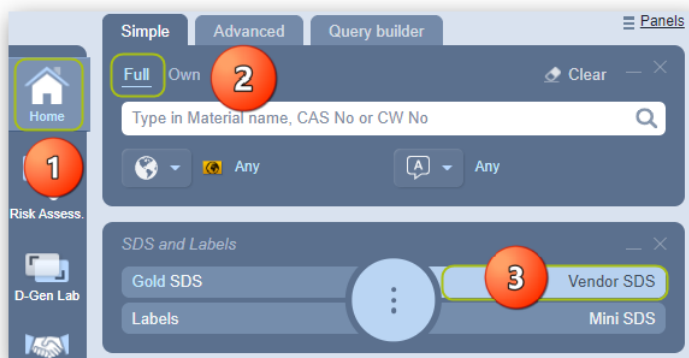 Simple
Advanced
Query builder
Panels
Home
Full Own
2
Clear
Type in Material name, CAS No or CW No
Any
A
Any
1
Risk Assess.
SDS and Labels
Gold SDS
3
Vendor SDS
D-Gen Lab
Labels
Mini SDS